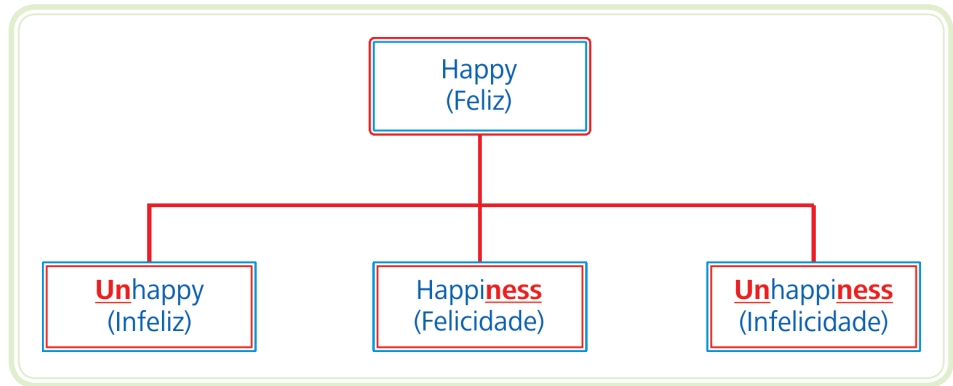 Happy
(Feliz)
Unhappy
(Infeliz)
Happiness
(Felicidade)
Unhappiness
(Infelicidade)